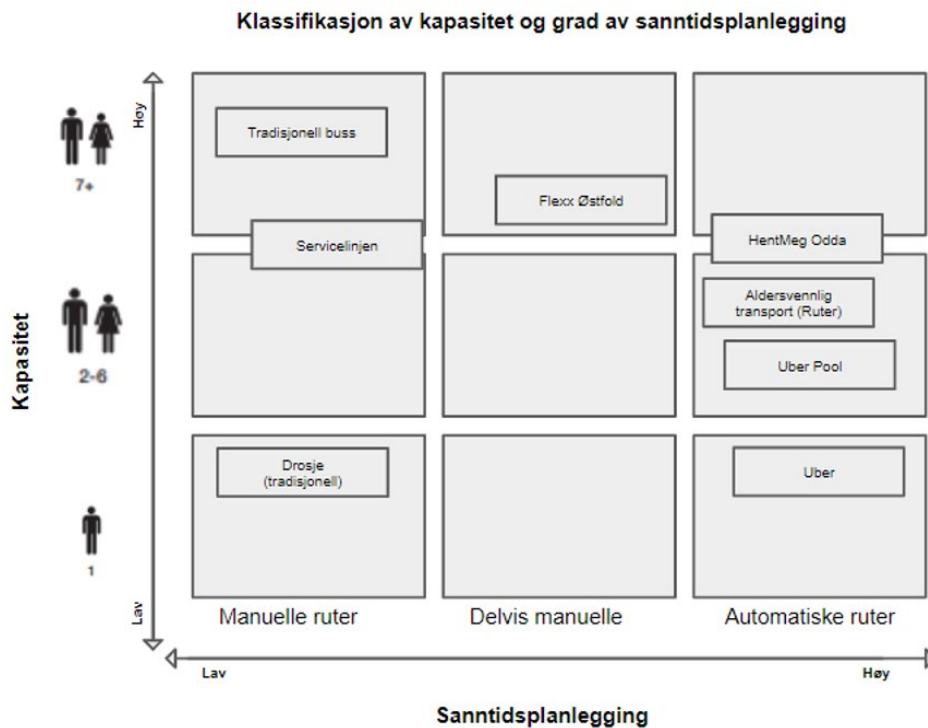 Klassifikasjon av kapasitet og grad av sanntidsplanlegging
Høy
7+
Tradisjonell buss
Flexx Østfold
Servicelinjen
HentMeg Odda
Aldersvennlig
transport (Ruter)
Uber Pool
2-6
Kapasitet
Drosje
(tradisjonell)
Uber
1
Lav
Manuelle ruter
Delvis manuelle
Automatiske ruter
Lav
Høy
Sanntidsplanlegging